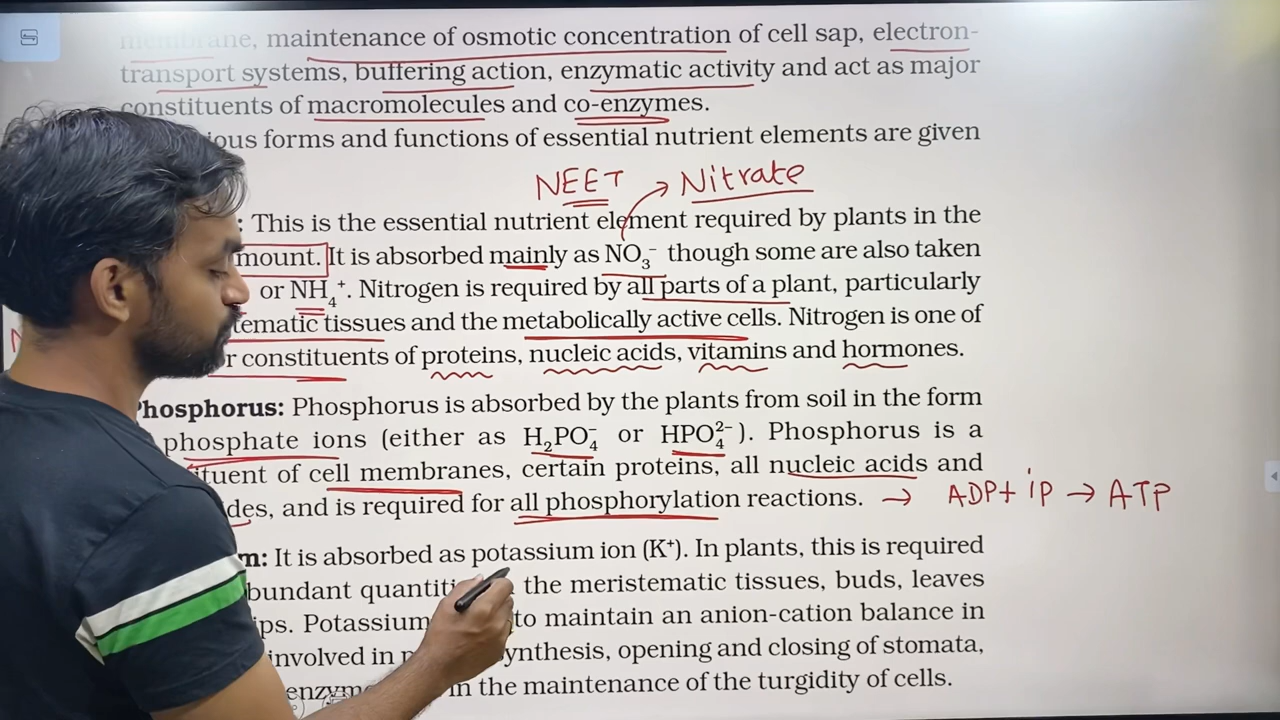 membrane, maintenance of osmotic concentration of cell sap, electron-
transport systems, buffering action, enzymatic activity and act as major
constituents of macromolecules and co-enzymes.
ous forms and functions of essential nutrient elements are given
NEET → Nitrate
: This is the essential nutrient element required by plants in the
mount. It is absorbed mainly as NO₃⁻ though some are also taken
or NH₄⁺. Nitrogen is required by all parts of a plant, particularly
tematic tissues and the metabolically active cells. Nitrogen is one of
r constituents of proteins, nucleic acids, vitamins and hormones.
Phosphorus: Phosphorus is absorbed by the plants from soil in the form
phosphate ions (either as H₂PO₄⁻ or HPO₄²⁻). Phosphorus is a
ituent of cell membranes, certain proteins, all nucleic acids and
des, and is required for all phosphorylation reactions. → ADP + iP → ATP
m: It is absorbed as potassium ion (K⁺). In plants, this is required
bundant quantiti the meristematic tissues, buds, leaves
ips. Potassium to maintain an anion-cation balance in
involved in ynthesis, opening and closing of stomata,
enzym in the maintenance of the turgidity of cells.